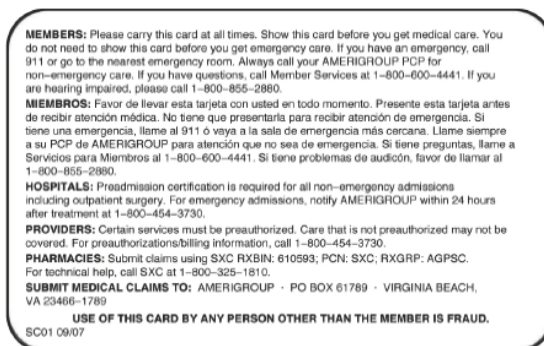 MEMBERS: Please carry this card at all times. Show this card before you get medical care. You
do not need to show this card before you get emergency care. If you have an emergency, call
911 or go to the nearest emergency room. Always call your AMERIGROUP PCP for
non–emergency care. If you have questions, call Member Services at 1–800–600–4441. If you
are hearing impaired, please call 1–800–855–2880.
MIEMBROS: Favor de llevar esta tarjeta con usted en todo momento. Presente esta tarjeta antes
de recibir atención médica. No tiene que presentarla para recibir atención de emergencia. Si
tiene una emergencia, llame al 911 ó vaya a la sala de emergencia más cercana. Llame siempre
a su PCP de AMERIGROUP para atención que no sea de emergencia. Si tiene preguntas, llame a
Servicios para Miembros al 1–800–600–4441. Si tiene problemas de audicón, favor de llamar al
1–800–855–2880.
HOSPITALS: Preadmission certification is required for all non–emergency admissions
including outpatient surgery. For emergency admissions, notify AMERIGROUP within 24 hours
after treatment at 1–800–454–3730.
PROVIDERS: Certain services must be preauthorized. Care that is not preauthorized may not be
covered. For preauthorizations/billing information, call 1–800–454–3730.
PHARMACIES: Submit claims using SXC RXBIN: 610593; PCN: SXC; RXGRP: AGPSC.
For technical help, call SXC at 1–800–325–1810.
SUBMIT MEDICAL CLAIMS TO: AMERIGROUP · PO BOX 61789 · VIRGINIA BEACH,
VA 23466–1789
USE OF THIS CARD BY ANY PERSON OTHER THAN THE MEMBER IS FRAUD.
SC01 09/07